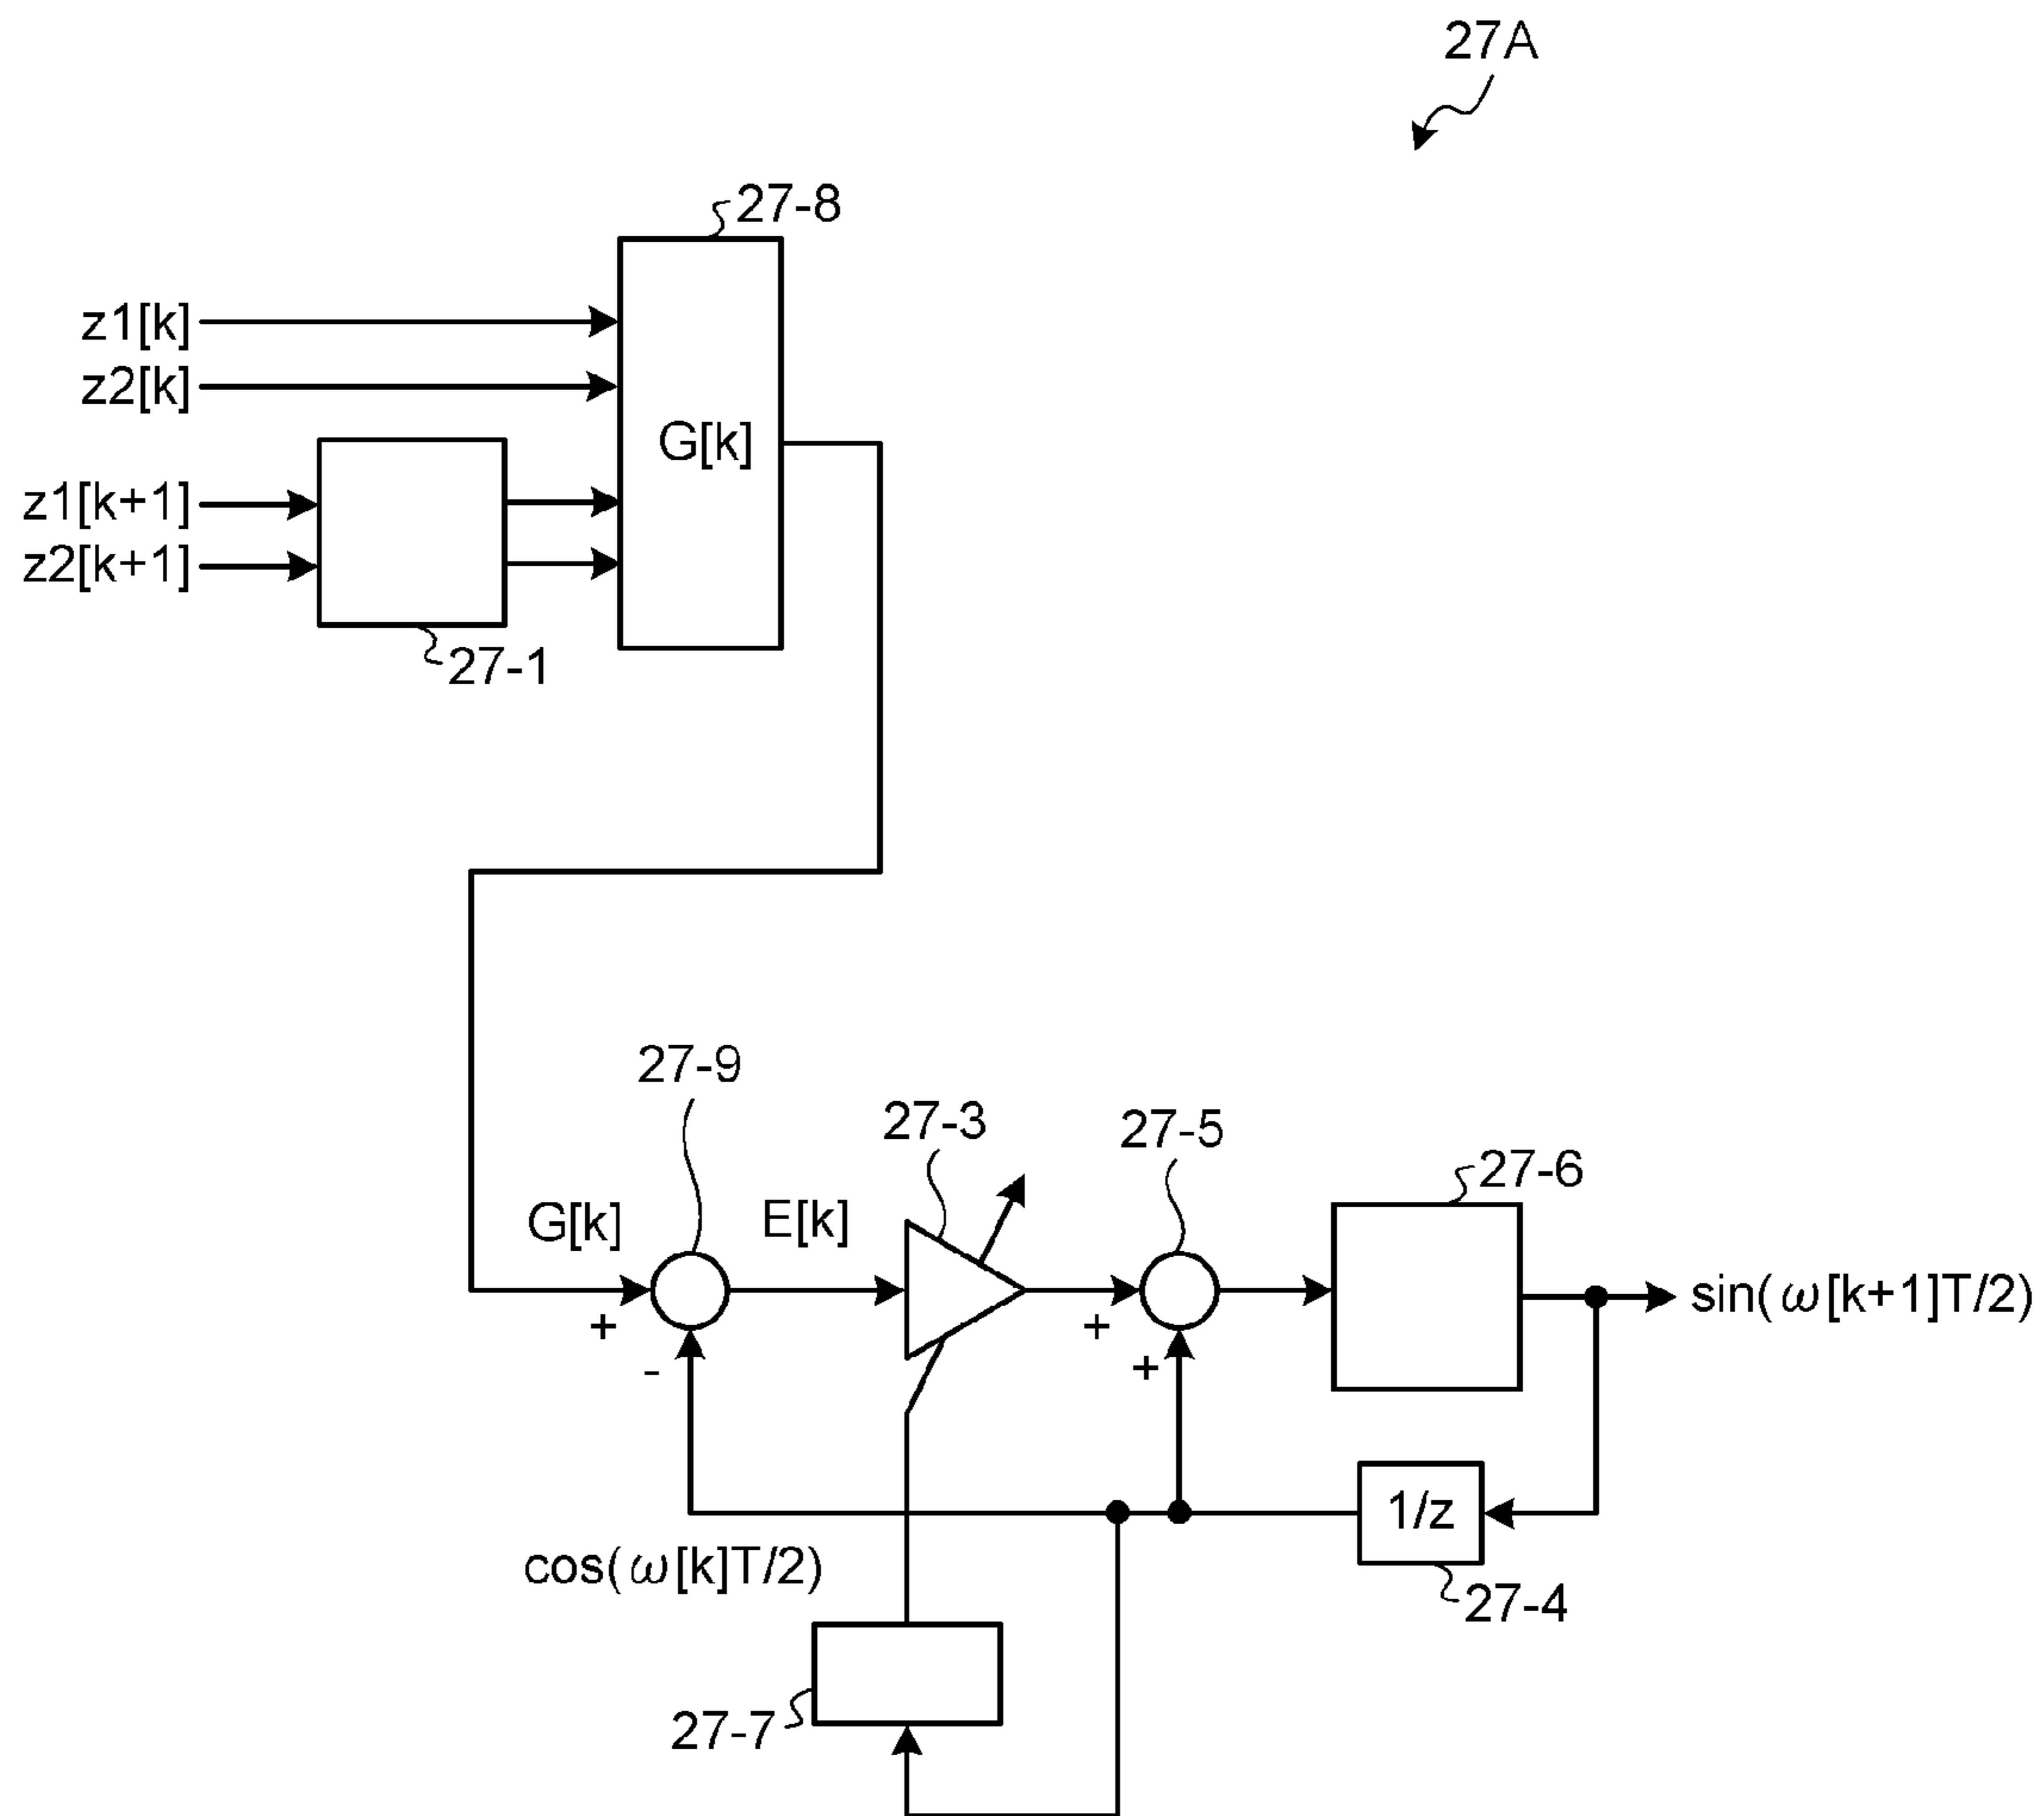 27A
27-8
z1[k]
z2[k]
G[k]
z1[k+1]
z2[k+1]
27-1
27-9
27-3
27-5
27-6
G[k]
E[k]
sin(ω[k+1]T/2)
+
+
-
+
1/z
cos(ω[k]T/2)
27-4
27-7